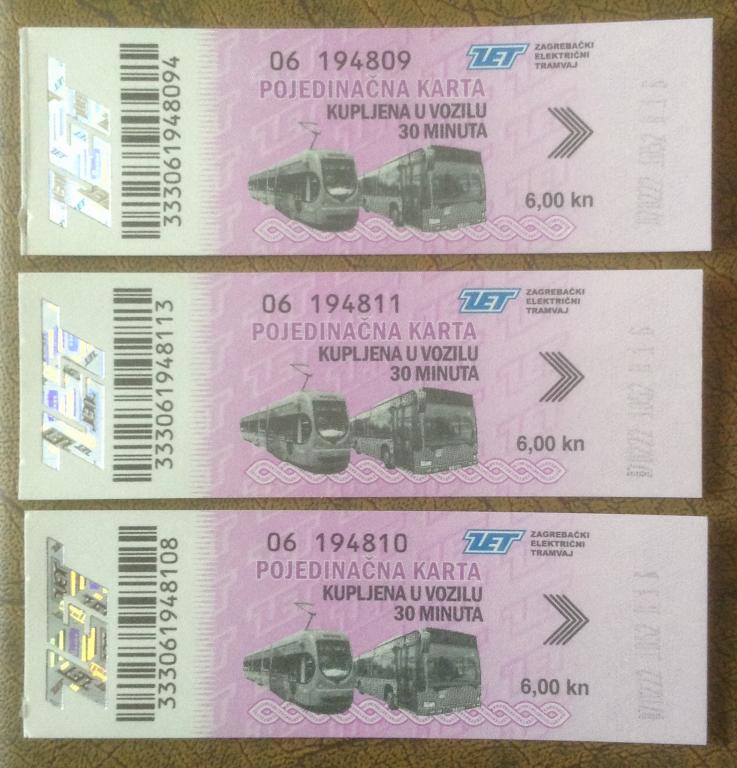 06 194809
ZET ZAGREBAČKI
ELEKTRIČNI
TRAMVAJ
POJEDINAČNA KARTA
KUPLJENA U VOZILU
30 MINUTA
6,00 kn
333061948094
06 194811
ZET ZAGREBAČKI
ELEKTRIČNI
TRAMVAJ
POJEDINAČNA KARTA
KUPLJENA U VOZILU
30 MINUTA
6,00 kn
333061948113
06 194810
ZET ZAGREBAČKI
ELEKTRIČNI
TRAMVAJ
POJEDINAČNA KARTA
KUPLJENA U VOZILU
30 MINUTA
6,00 kn
333061948108